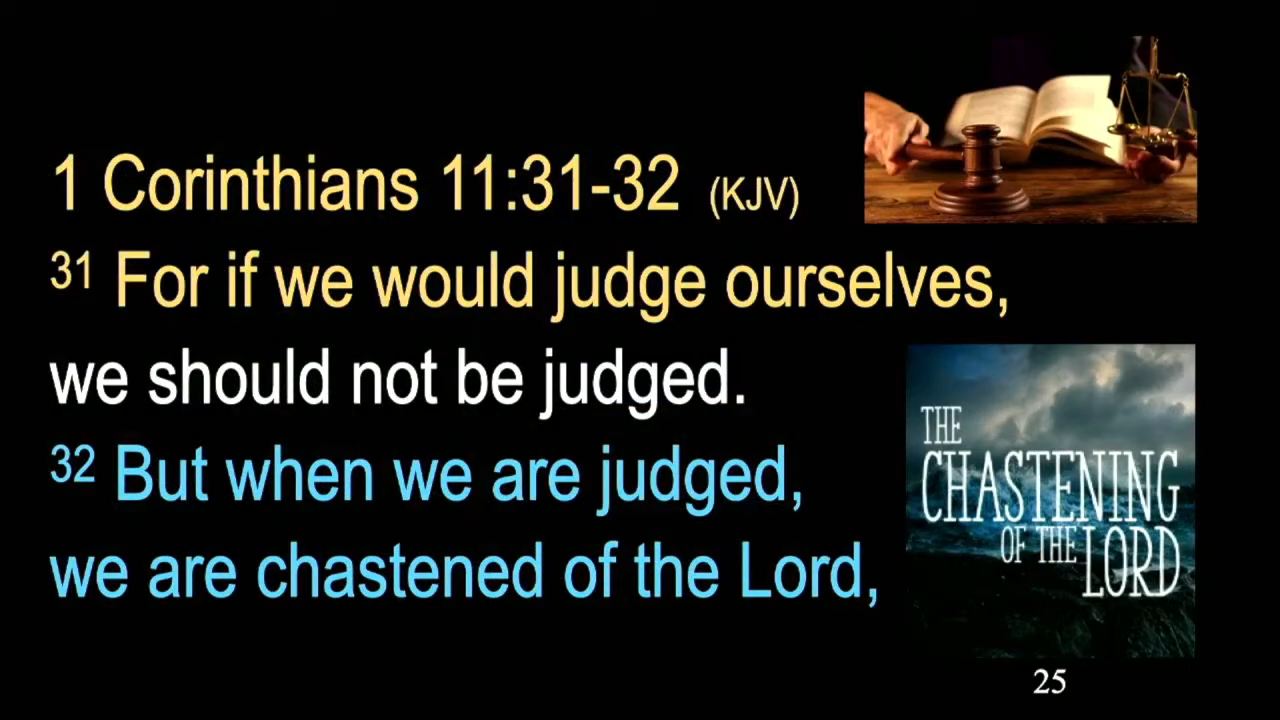 1 Corinthians 11:31-32 (KJV)
31 For if we would judge ourselves,
we should not be judged.
32 But when we are judged,
we are chastened of the Lord,
THE
CHASTENING
OF THE LORD
25